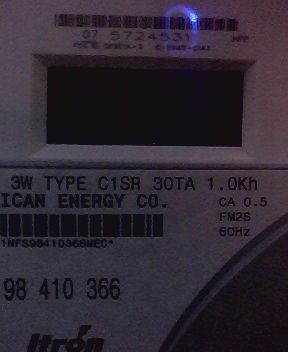 07 5724531
3W TYPE C1SR 30TA 1.0Kh
ICAN ENERGY CO.
CA 0.5
FM2S
60Hz
98 410 366
Itron